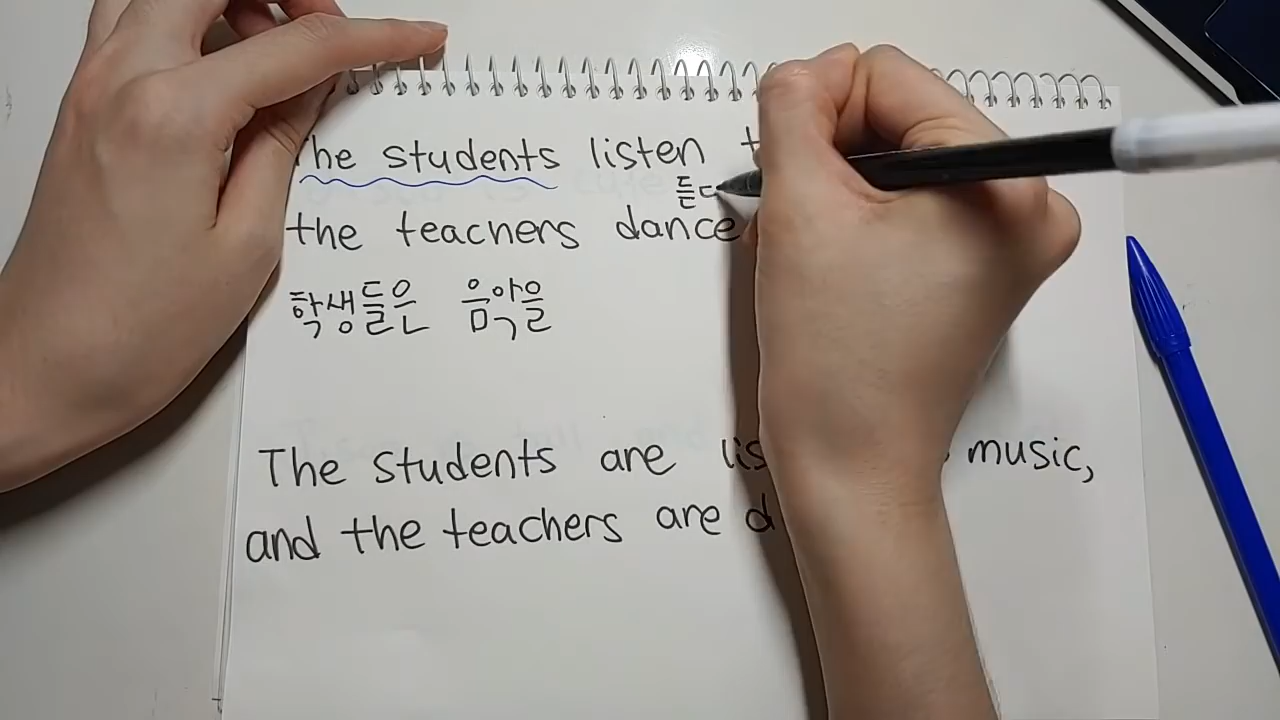 The students listen t
듣다
the teachers dance
학생들은 음악을
The students are lis music,
and the teachers are d